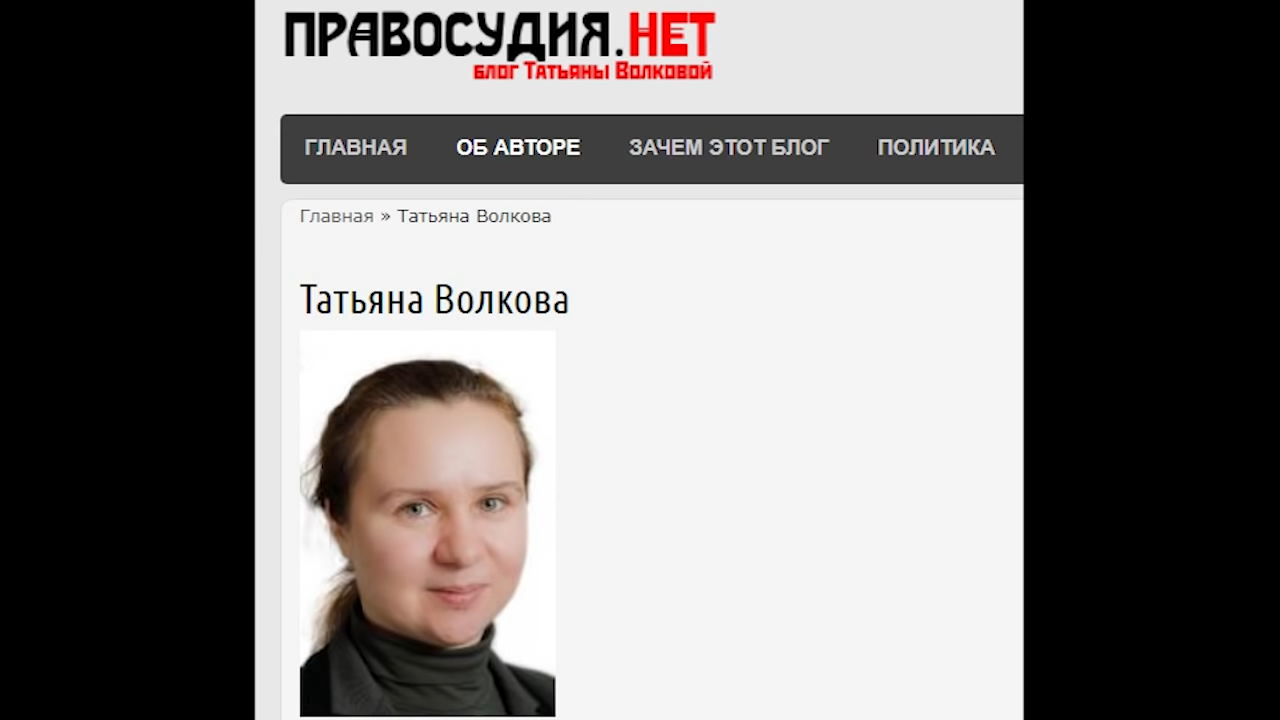 ПРАВОСУДИЯ.НЕТ
блог Татьяны Волковой
ГЛАВНАЯ ОБ АВТОРЕ ЗАЧЕМ ЭТОТ БЛОГ ПОЛИТИКА
Главная » Татьяна Волкова
Татьяна Волкова